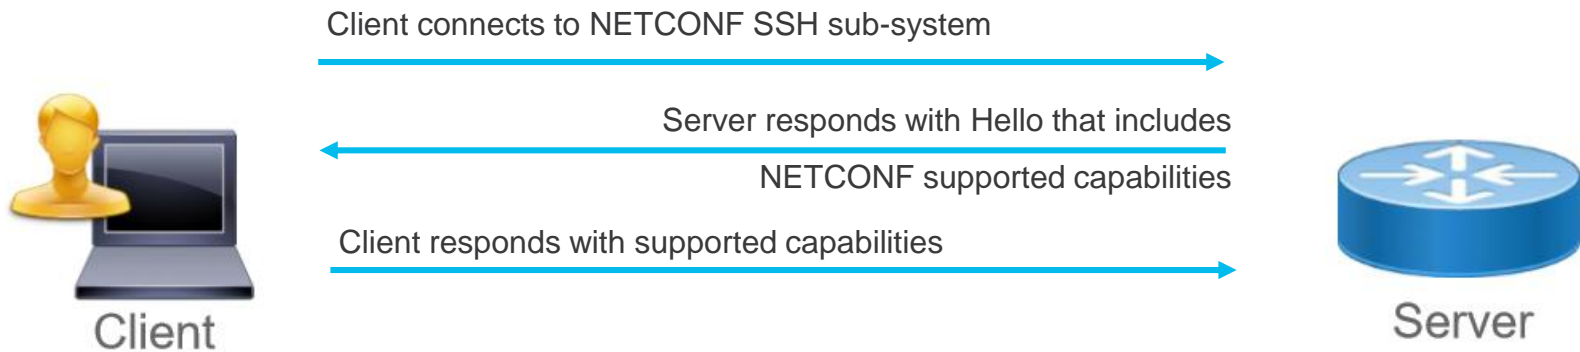 Client connects to NETCONF SSH sub-system
Server responds with Hello that includes
NETCONF supported capabilities
Client responds with supported capabilities
Client
Server